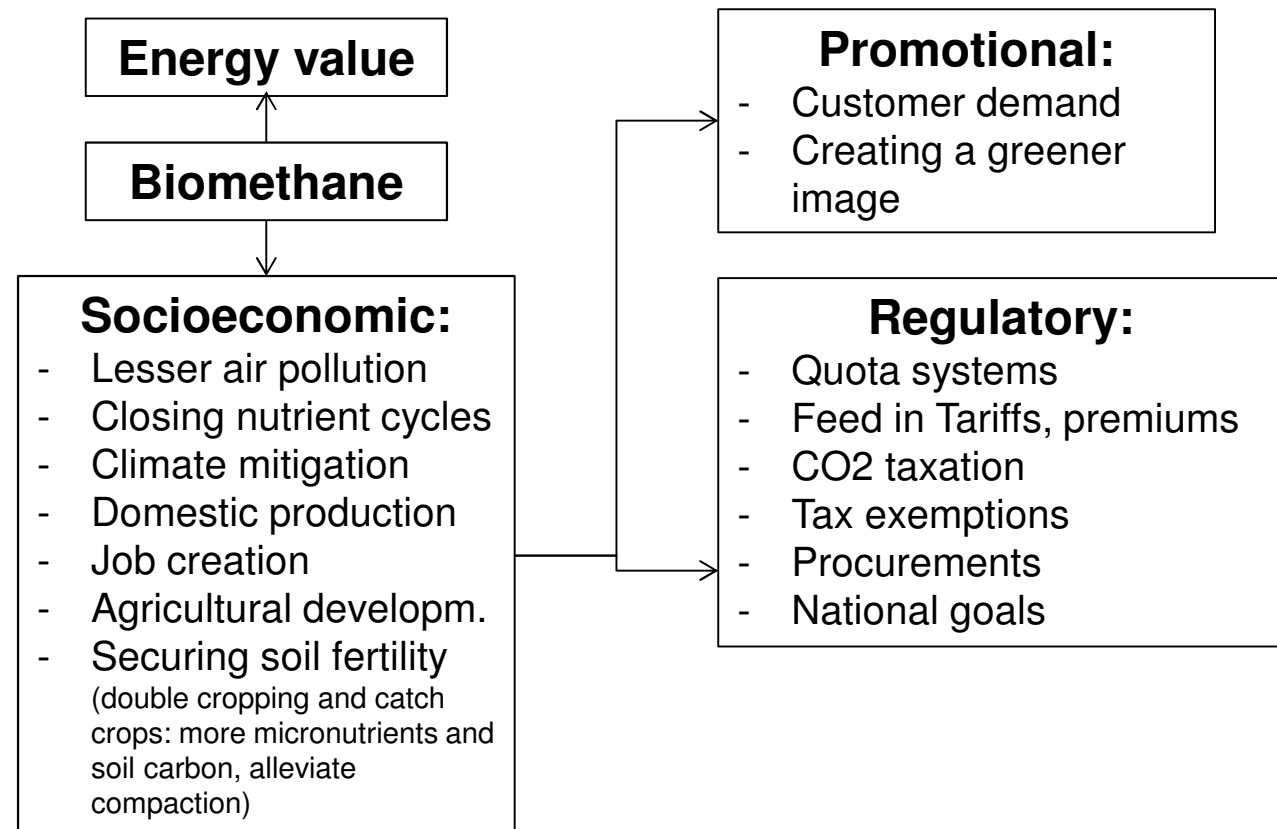 Energy value
Biomethane
Socioeconomic:
- Lesser air pollution
- Closing nutrient cycles
- Climate mitigation
- Domestic production
- Job creation
- Agricultural developm.
- Securing soil fertility
(double cropping and catch
crops: more micronutrients and
soil carbon, alleviate
compaction)
Promotional:
- Customer demand
- Creating a greener
image
Regulatory:
- Quota systems
- Feed in Tariffs, premiums
- CO2 taxation
- Tax exemptions
- Procurements
- National goals